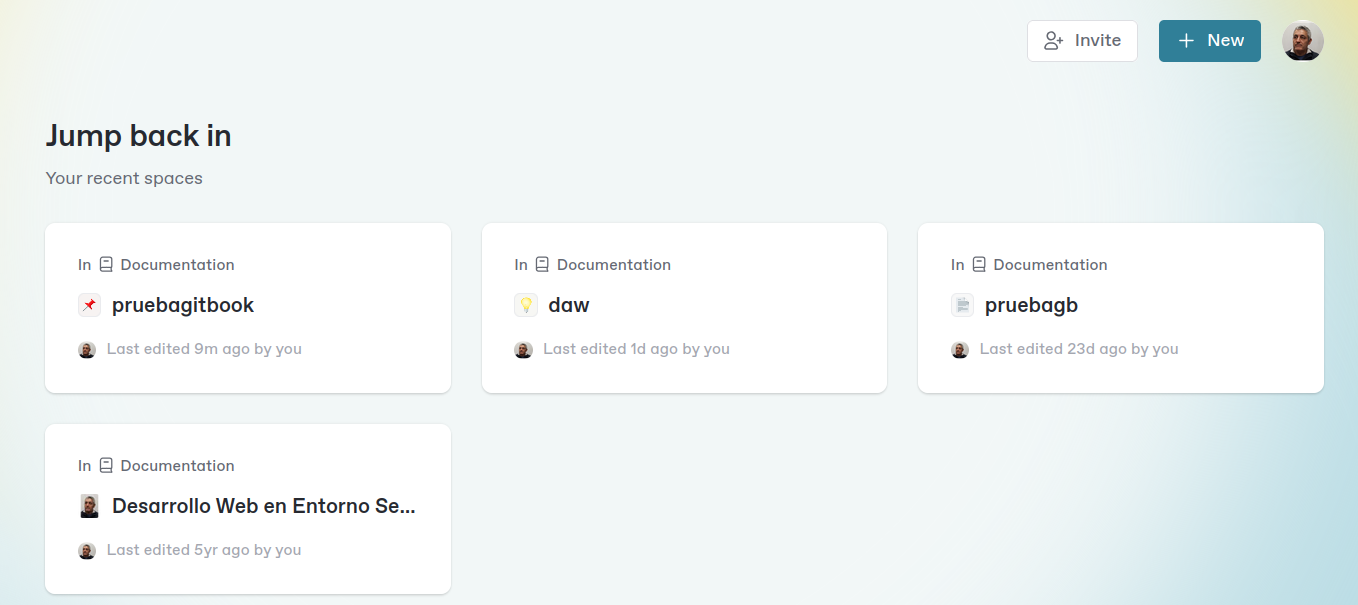 Invite
New
Jump back in
Your recent spaces
In Documentation
pruebagitbook
Last edited 9m ago by you
In Documentation
daw
Last edited 1d ago by you
In Documentation
pruebagb
Last edited 23d ago by you
In Documentation
Desarrollo Web en Entorno Se...
Last edited 5yr ago by you